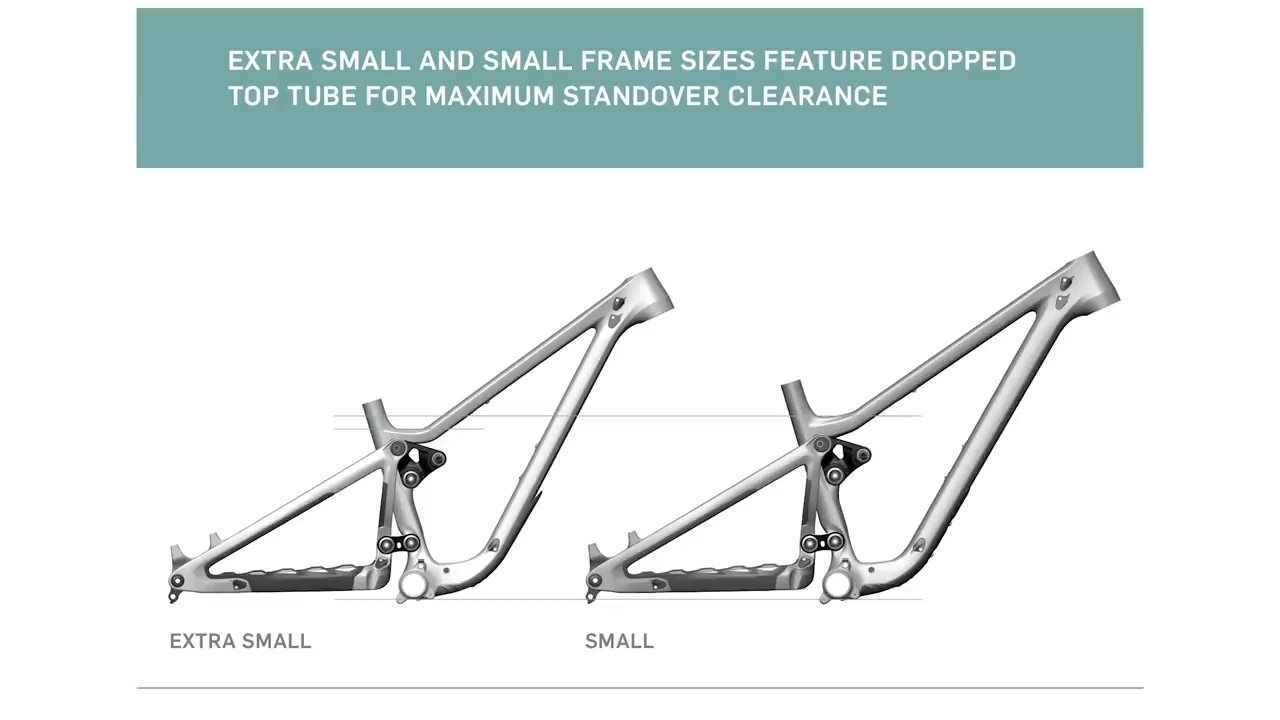 EXTRA SMALL AND SMALL FRAME SIZES FEATURE DROPPED
TOP TUBE FOR MAXIMUM STANDOVER CLEARANCE
EXTRA SMALL
SMALL